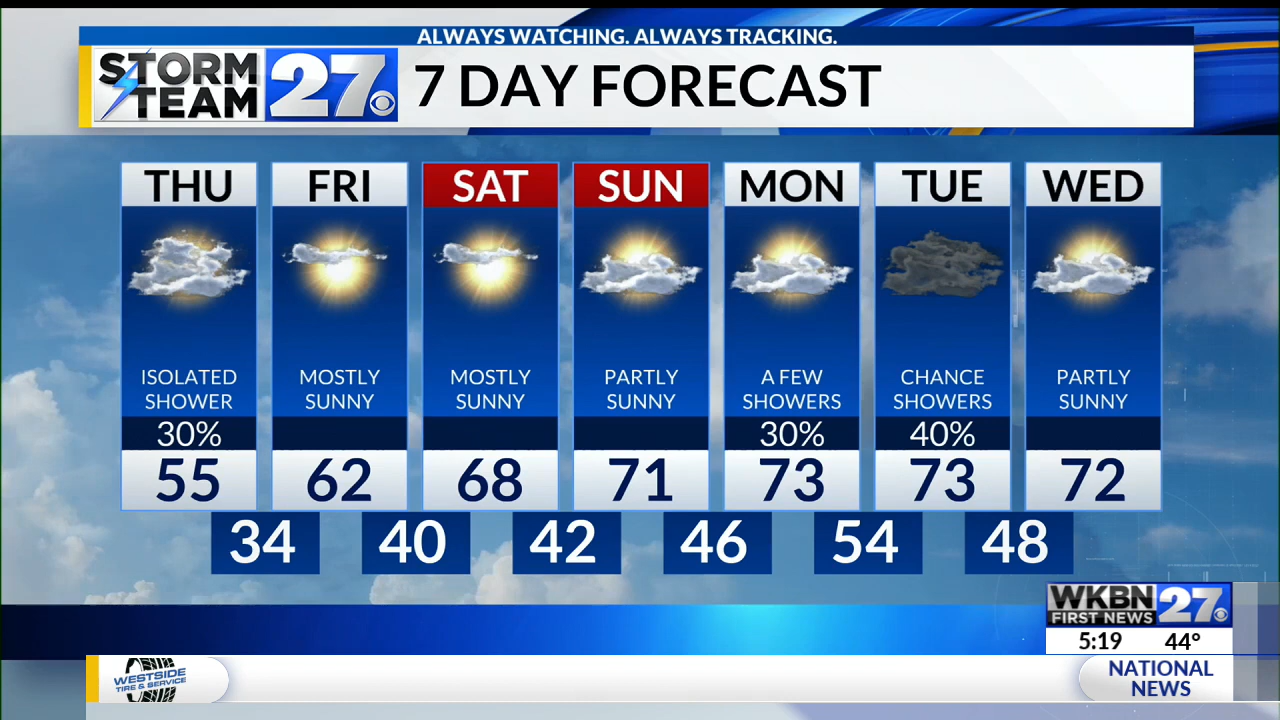 ALWAYS WATCHING. ALWAYS TRACKING.
STORM
TEAM
27
7 DAY FORECAST
THU FRI SAT SUN MON TUE WED
ISOLATED MOSTLY MOSTLY PARTLY A FEW CHANCE PARTLY
SHOWER SUNNY SUNNY SUNNY SHOWERS SHOWERS SUNNY
30% 30% 40%
55 62 68 71 73 73 72
34 40 42 46 54 48
WKBN 27
FIRST NEWS
5:19 44°
WESTSIDE
TIRE & SERVICE
NATIONAL
NEWS